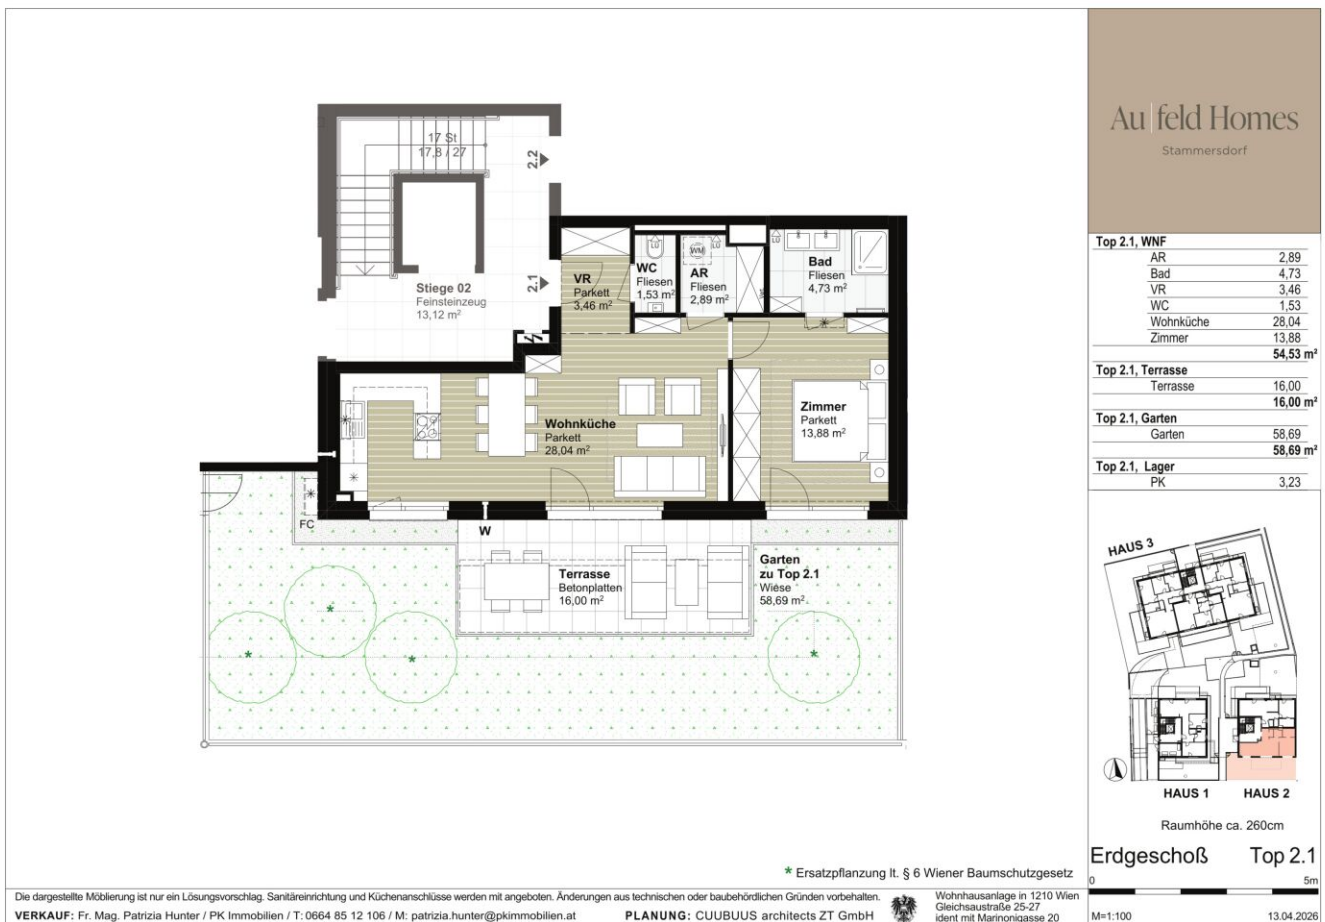 17 St
17,8 / 27
2.2
2.1
Stiege 02
Feinsteinzeug
13,12 m²
VR
Parkett
3,46 m²
WC
Fliesen
1,53 m²
WM
AR
Fliesen
2,89 m²
Bad
Fliesen
4,73 m²
Wohnküche
Parkett
28,04 m²
Zimmer
Parkett
13,88 m²
FC
W
Terrasse
Betonplatten
16,00 m²
Garten
zu Top 2.1
Wiese
58,69 m²
* Ersatzpflanzung lt. § 6 Wiener Baumschutzgesetz
Au|feld Homes
Stammersdorf
Top 2.1, WNF
AR 2,89
Bad 4,73
VR 3,46
WC 1,53
Wohnküche 28,04
Zimmer 13,88
54,53 m²
Top 2.1, Terrasse
Terrasse 16,00
16,00 m²
Top 2.1, Garten
Garten 58,69
58,69 m²
Top 2.1, Lager
PK 3,23
HAUS 3
HAUS 1 HAUS 2
Raumhöhe ca. 260cm
Erdgeschoß Top 2.1
0 5m
M=1:100 13.04.2026
Die dargestellte Möblierung ist nur ein Lösungsvorschlag. Sanitäreinrichtung und Küchenanschlüsse werden mit angeboten. Änderungen aus technischen oder baubehördlichen Gründen vorbehalten.
VERKAUF: Fr. Mag. Patrizia Hunter / PK Immobilien / T: 0664 85 12 106 / M: patrizia.hunter@pkimmobilien.at PLANUNG: CUUBUUS architects ZT GmbH
Wohnhausanlage in 1210 Wien
Gleichsaustraße 25-27
ident mit Marinonigasse 20